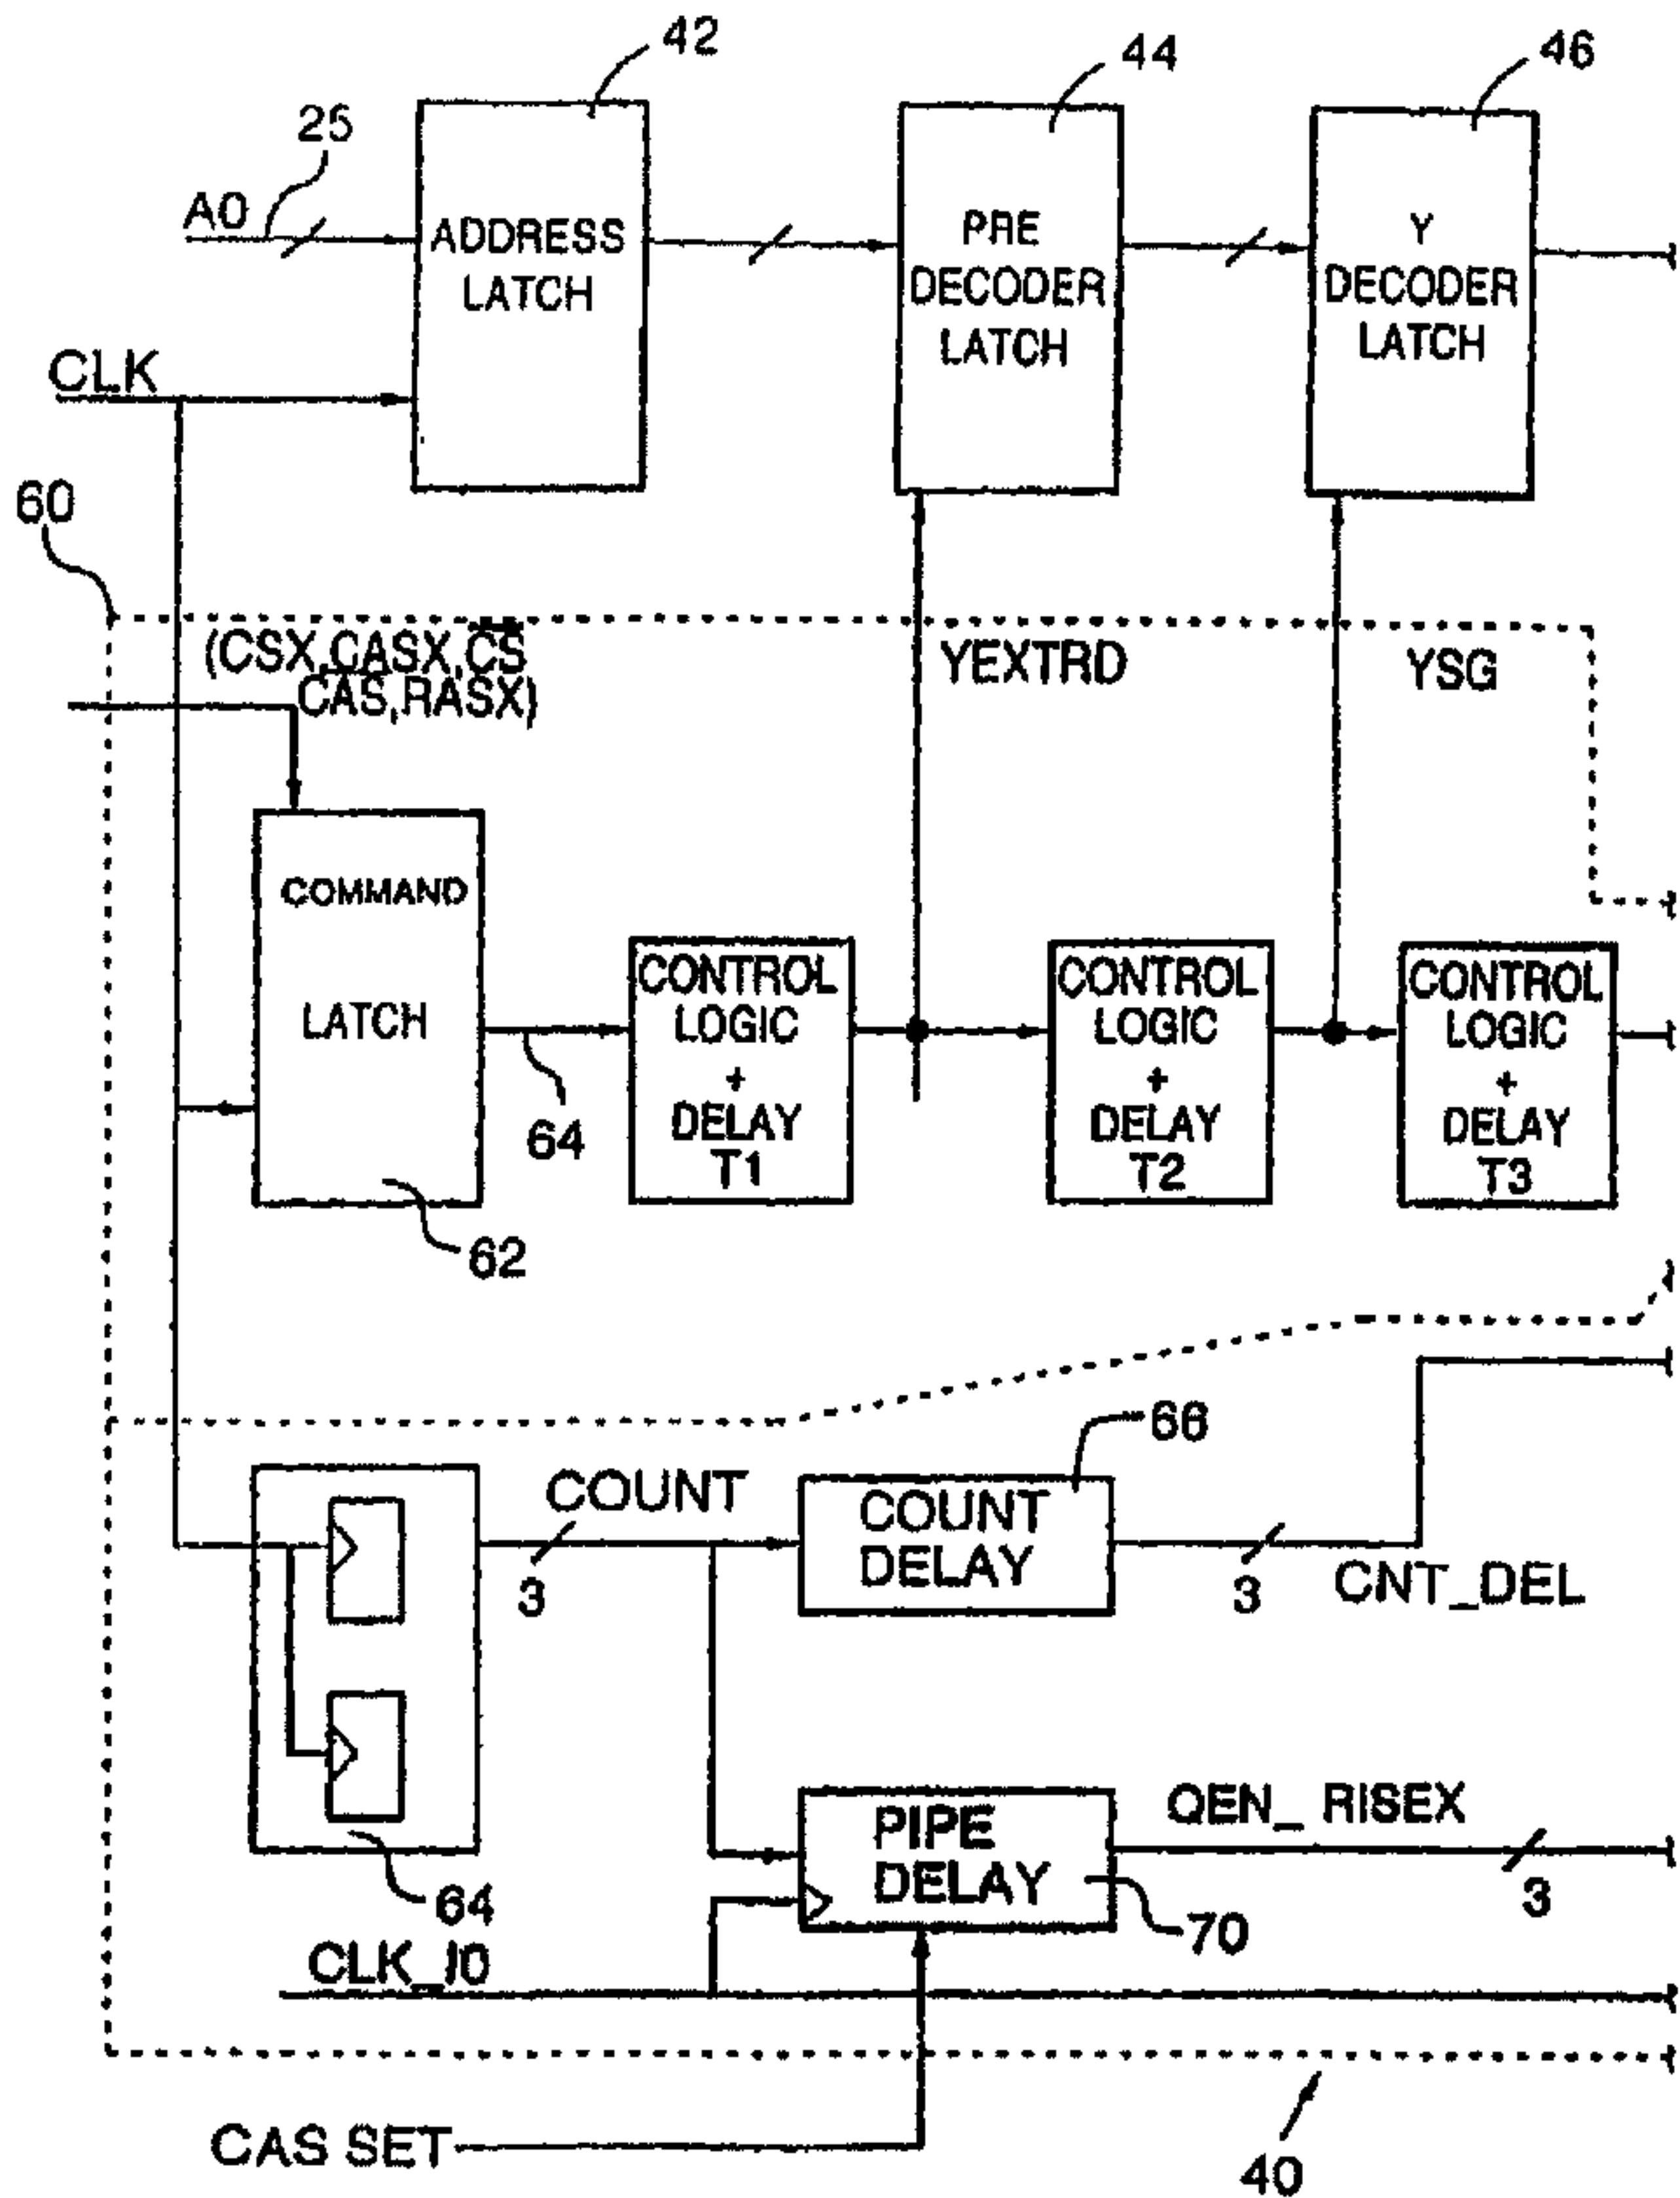 42
44
46
25
A0
ADDRESS
LATCH
PRE
DECODER
LATCH
Y
DECODER
LATCH
CLK
60
(CSX,CASX,C̅S̅
C̅A̅S̅,RASX)
YEXTRD
YSG
COMMAND
LATCH
64
62
CONTROL
LOGIC
+
DELAY
T1
CONTROL
LOGIC
+
DELAY
T2
CONTROL
LOGIC
+
DELAY
T3
66
COUNT
3
COUNT
DELAY
3
CNT_DEL
64
PIPE
DELAY
70
QEN_ RISEX
3
CLK_I0
CAS SET
40